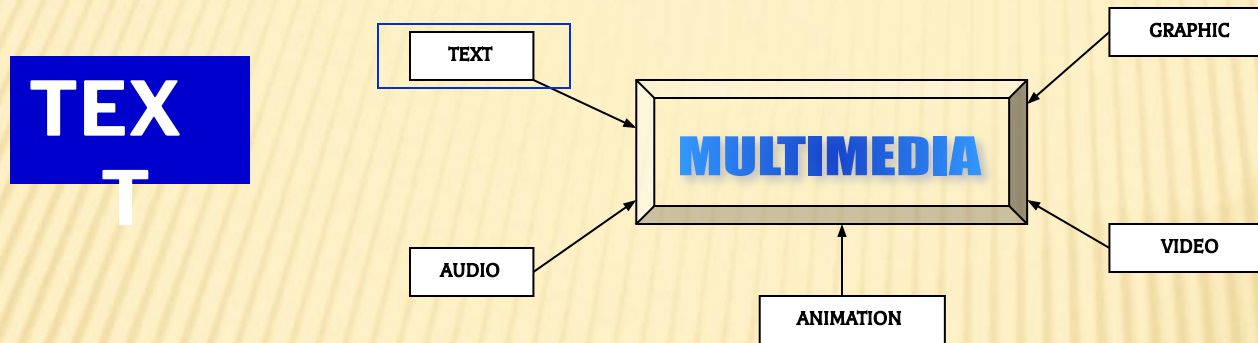 TEX
T
TEXT
GRAPHIC
MULTIMEDIA
AUDIO
VIDEO
ANIMATION